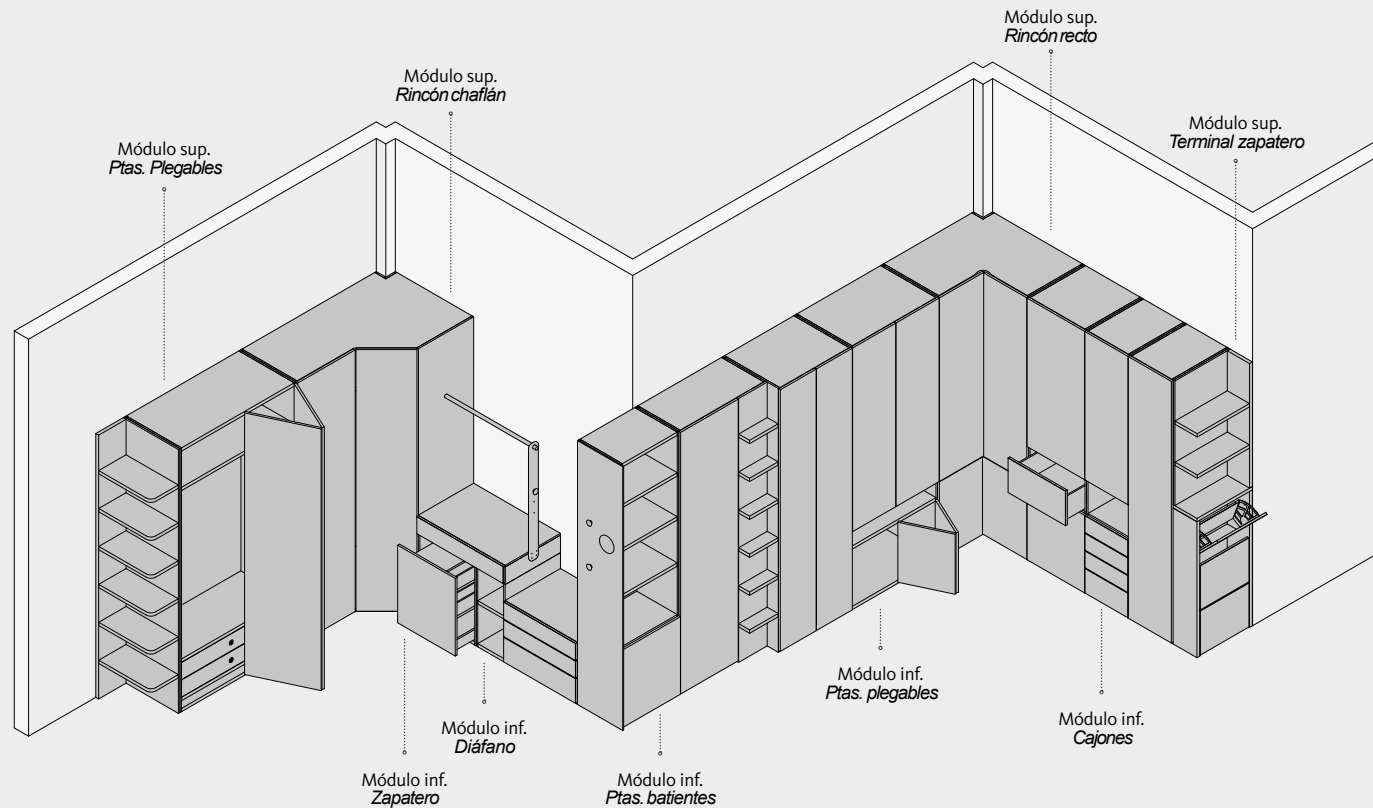 Módulo sup.
Rincón recto
Módulo sup.
Rincón chaflán
Módulo sup.
Terminal zapatero
Módulo sup.
Ptas. Plegables
Módulo inf.
Ptas. plegables
Módulo inf.
Diáfano
Módulo inf.
Cajones
Módulo inf.
Zapatero
Módulo inf.
Ptas. batientes